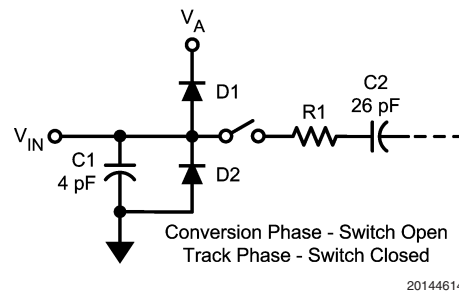 VA
D1
C2
26 pF
R1
VIN
C1
4 pF
D2
Conversion Phase - Switch Open
Track Phase - Switch Closed
20144614